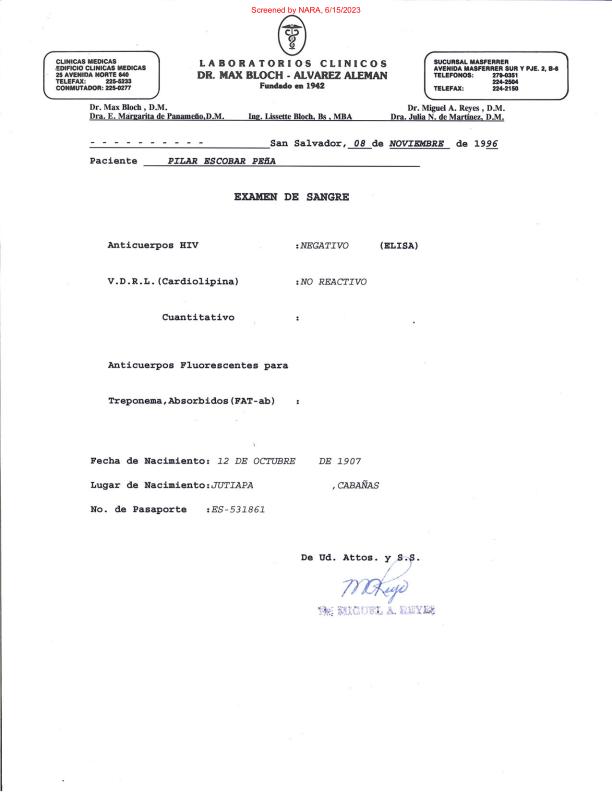 Screened by NARA, 6/15/2023
CLINICAS MEDICAS
EDIFICIO CLINICAS MEDICAS
25 AVENIDA NORTE 640
TELEFAX: 225-5233
CONMUTADOR: 225-0277
LABORATORIOS CLINICOS
DR. MAX BLOCH - ALVAREZ ALEMAN
Fundado en 1942
SUCURSAL MASFERRER
AVENIDA MASFERRER SUR Y PJE. 2, B-6
TELEFONOS: 279-0351
224-2504
TELEFAX: 224-2150
Dr. Max Bloch , D.M. Dr. Miguel A. Reyes , D.M.
Dra. E. Margarita de Panameño,D.M. Ing. Lissette Bloch, Bs , MBA Dra. Julia N. de Martínez, D.M.
- - - - - - - - - - San Salvador, 08 de NOVIEMBRE de 1996
Paciente PILAR ESCOBAR PEÑA
EXAMEN DE SANGRE
Anticuerpos HIV :NEGATIVO (ELISA)
V.D.R.L.(Cardiolipina) :NO REACTIVO
Cuantitativo :
Anticuerpos Fluorescentes para
Treponema,Absorbidos(FAT-ab) :
Fecha de Nacimiento: 12 DE OCTUBRE DE 1907
Lugar de Nacimiento:JUTIAPA ,CABAÑAS
No. de Pasaporte :ES-531861
De Ud. Attos. y S.S.
DR. MIGUEL A. REYES